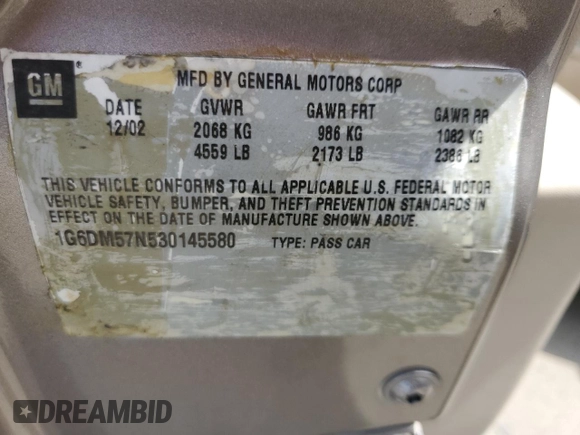 GM
MFD BY GENERAL MOTORS CORP
DATE GVWR GAWR FRT GAWR RR
12/02 2068 KG 986 KG 1082 KG
4559 LB 2173 LB 2386 LB
THIS VEHICLE CONFORMS TO ALL APPLICABLE U.S. FEDERAL MOTOR
VEHICLE SAFETY, BUMPER, AND THEFT PREVENTION STANDARDS IN
EFFECT ON THE DATE OF MANUFACTURE SHOWN ABOVE.
1G6DM57N530145580 TYPE: PASS CAR
DREAMBID